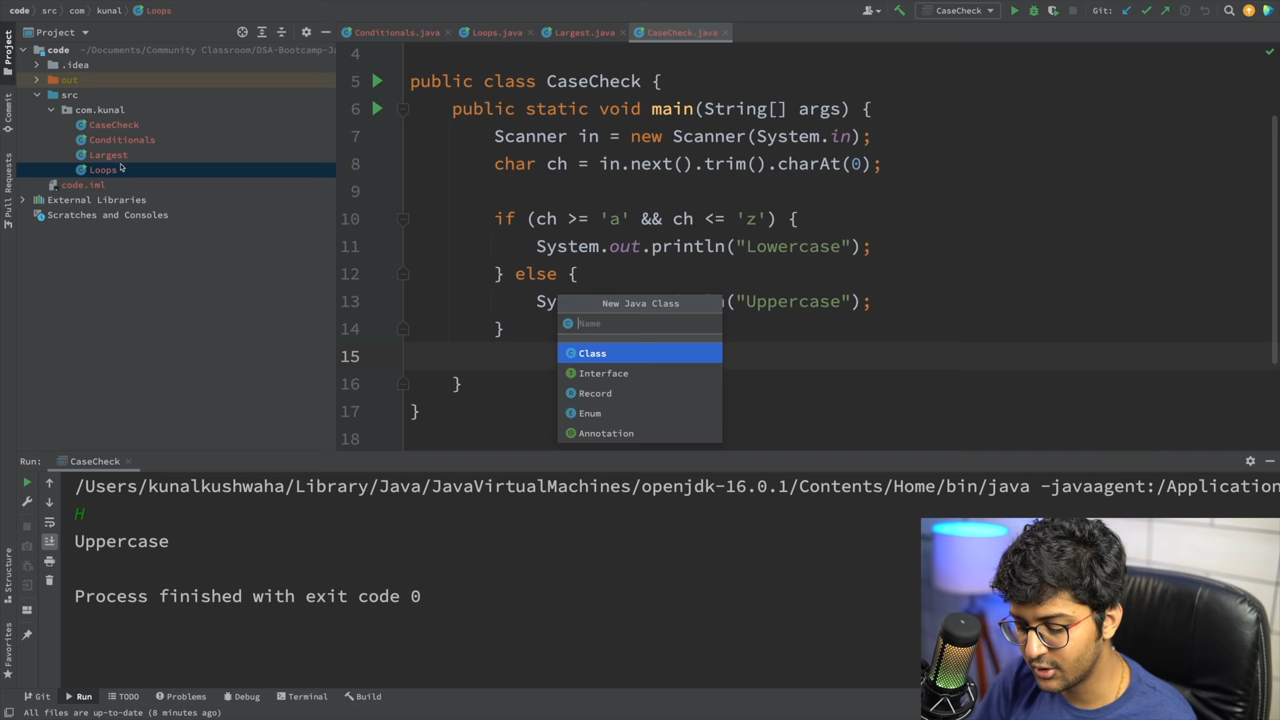 code src com kunal Loops CaseCheck Git:
Project Conditionals.java Loops.java Largest.java CaseCheck.java
code ~/Documents/Community Classroom/DSA-Bootcamp-J
.idea
out
src
com.kunal
CaseCheck
Conditionals
Largest
Loops
code.iml
External Libraries
Scratches and Consoles
Project
Commit
Pull Requests
Structure
Favorites
4
5 public class CaseCheck {
6 public static void main(String[] args) {
7 Scanner in = new Scanner(System.in);
8 char ch = in.next().trim().charAt(0);
9
10 if (ch >= 'a' && ch <= 'z') {
11 System.out.println("Lowercase");
12 } else {
13 Sy ("Uppercase");
14 }
15
16 }
17 }
18
New Java Class
Name
Class
Interface
Record
Enum
Annotation
Run: CaseCheck
/Users/kunalkushwaha/Library/Java/JavaVirtualMachines/openjdk-16.0.1/Contents/Home/bin/java -javaagent:/Application
H
Uppercase
Process finished with exit code 0
Git Run TODO Problems Debug Terminal Build
All files are up-to-date (8 minutes ago)